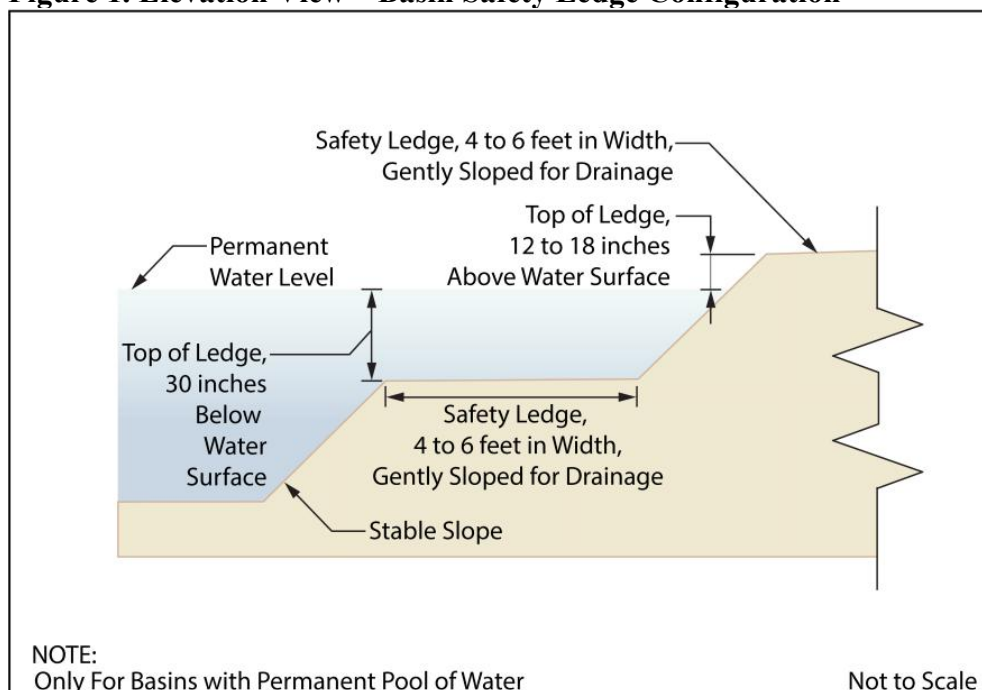 Figure 1: Elevation View – Basin Safety Ledge Configuration
Safety Ledge, 4 to 6 feet in Width,
Gently Sloped for Drainage
Top of Ledge,
12 to 18 inches
Above Water Surface
Permanent
Water Level
Top of Ledge,
30 inches
Below
Water
Surface
Safety Ledge,
4 to 6 feet in Width,
Gently Sloped for Drainage
Stable Slope
NOTE:
Only For Basins with Permanent Pool of Water
Not to Scale